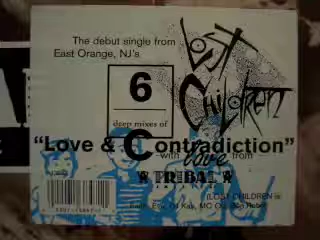 The debut single from
East Orange, NJ's
LOST
CHILDREN
6
deep mixes of
"Love & Contradiction"
with love from
TRIBAL
(LOST CHILDREN is